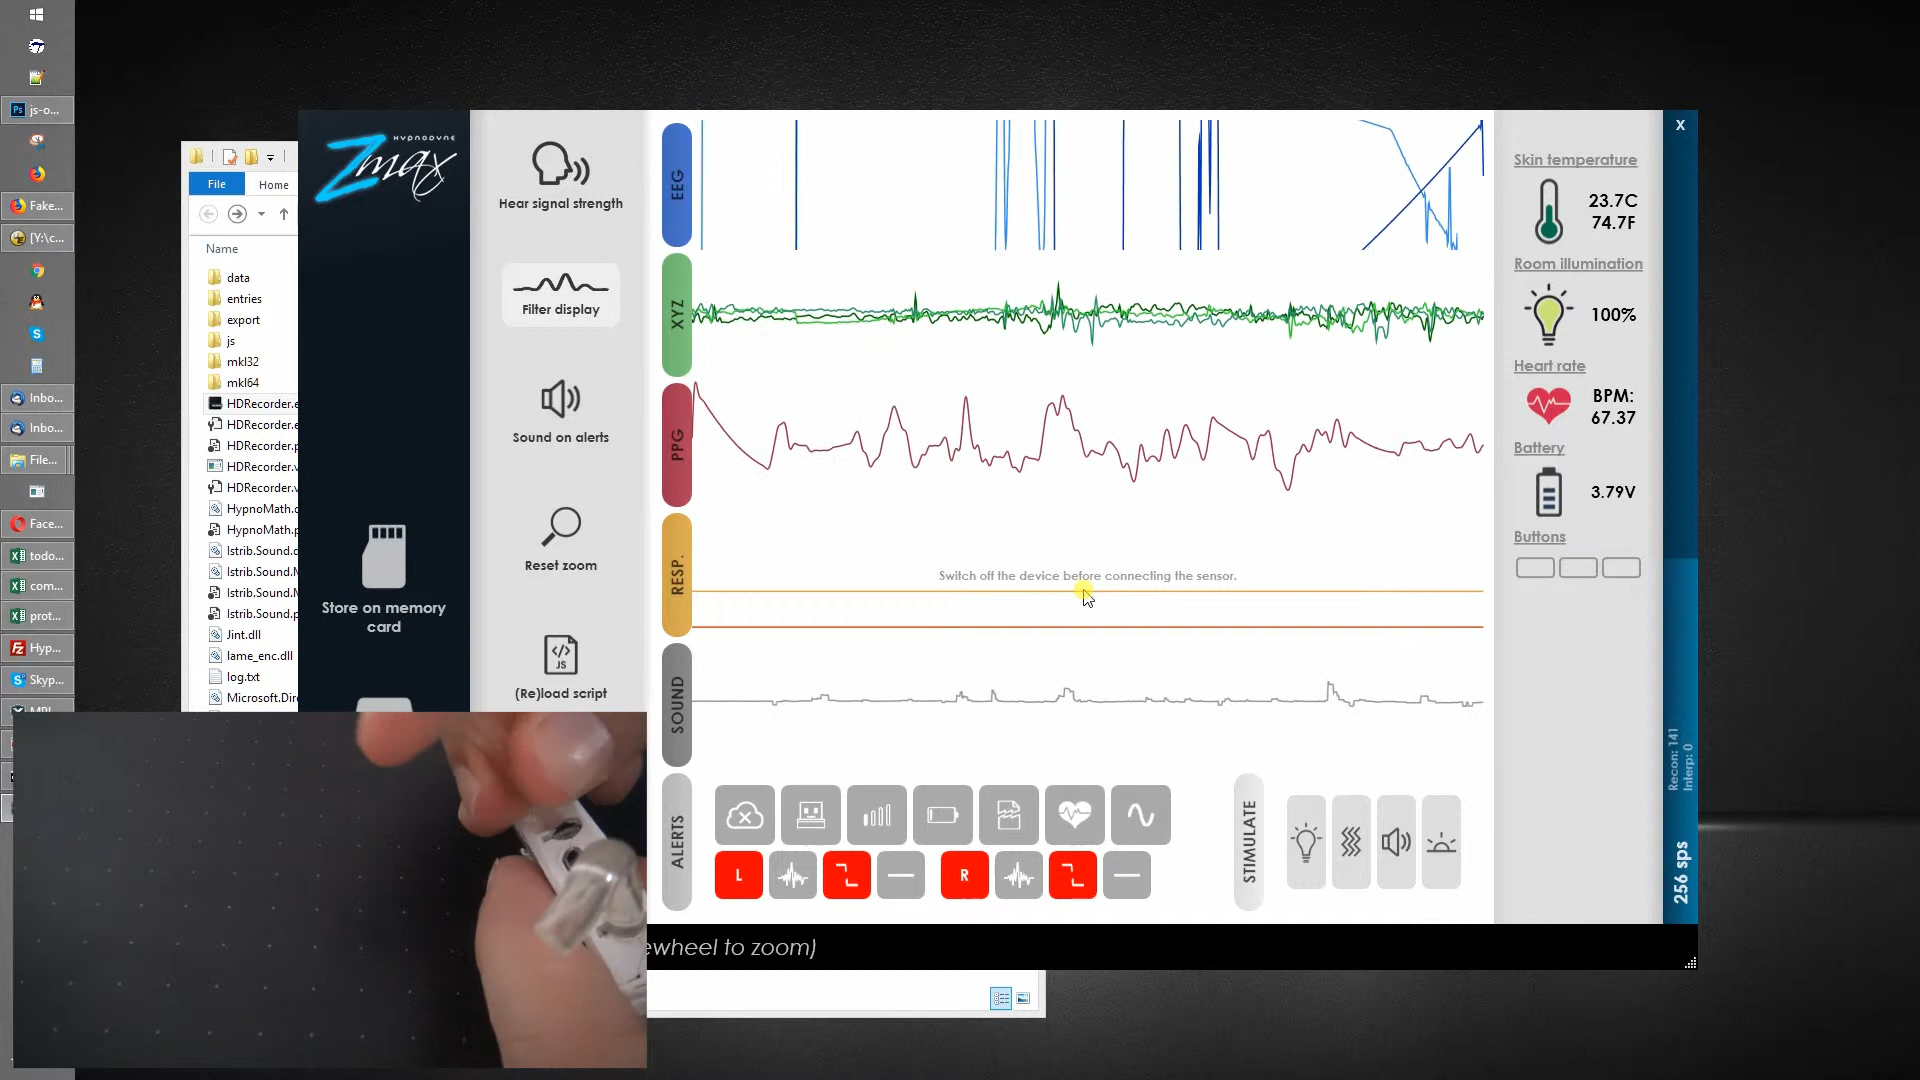 js-o...
Fake...
[Y:\c...
Inbo...
Inbo...
File...
Face...
todo...
com...
prot...
Hyp...
Skyp...
File
Home
Name
data
entries
export
js
mkl32
mkl64
HDRecorder.e
HDRecorder.e
HDRecorder.p
HDRecorder.v
HDRecorder.v
HypnoMath.d
HypnoMath.p
Istrib.Sound.d
Istrib.Sound.M
Istrib.Sound.M
Istrib.Sound.p
Jint.dll
lame_enc.dll
log.txt
Microsoft.Dire
HYPNODYNE
Zmax
Store on memory
card
Hear signal strength
Filter display
Sound on alerts
Reset zoom
JS
(Re)load script
EEG
XYZ
PPG
RESP.
Switch off the device before connecting the sensor.
SOUND
ALERTS
L
R
STIMULATE
X
Skin temperature
23.7C
74.7F
Room illumination
100%
Heart rate
BPM:
67.37
Battery
3.79V
Buttons
Recon: 141
Interp: 0
256 sps
ewheel to zoom)